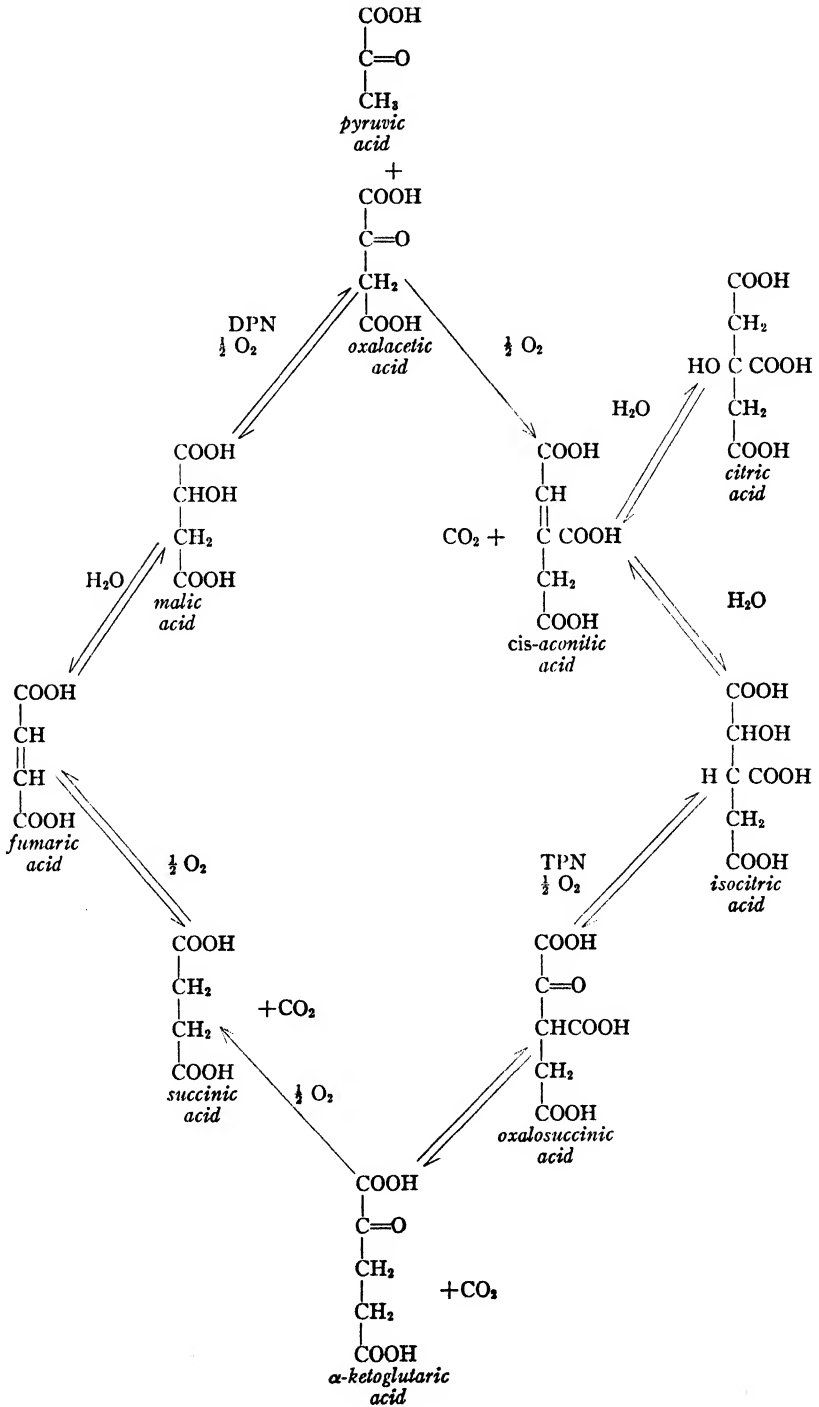 COOH
C=O
CH₃
pyruvic
acid
+
COOH
C=O
CH₂
COOH
oxalacetic
acid
DPN
½ O₂
½ O₂
COOH
CH₂
HO C COOH
CH₂
COOH
citric
acid
H₂O
COOH
CHOH
CH₂
COOH
malic
acid
COOH
CH
CO₂ + C COOH
CH₂
COOH
cis-aconitic
acid
H₂O
H₂O
COOH
CH
CH
COOH
fumaric
acid
COOH
CHOH
H C COOH
CH₂
COOH
isocitric
acid
½ O₂
TPN
½ O₂
COOH
CH₂
CH₂
COOH
succinic
acid
+CO₂
COOH
C=O
CHCOOH
CH₂
COOH
oxalosuccinic
acid
½ O₂
COOH
C=O
CH₂
CH₂
COOH
α-ketoglutaric
acid
+CO₂